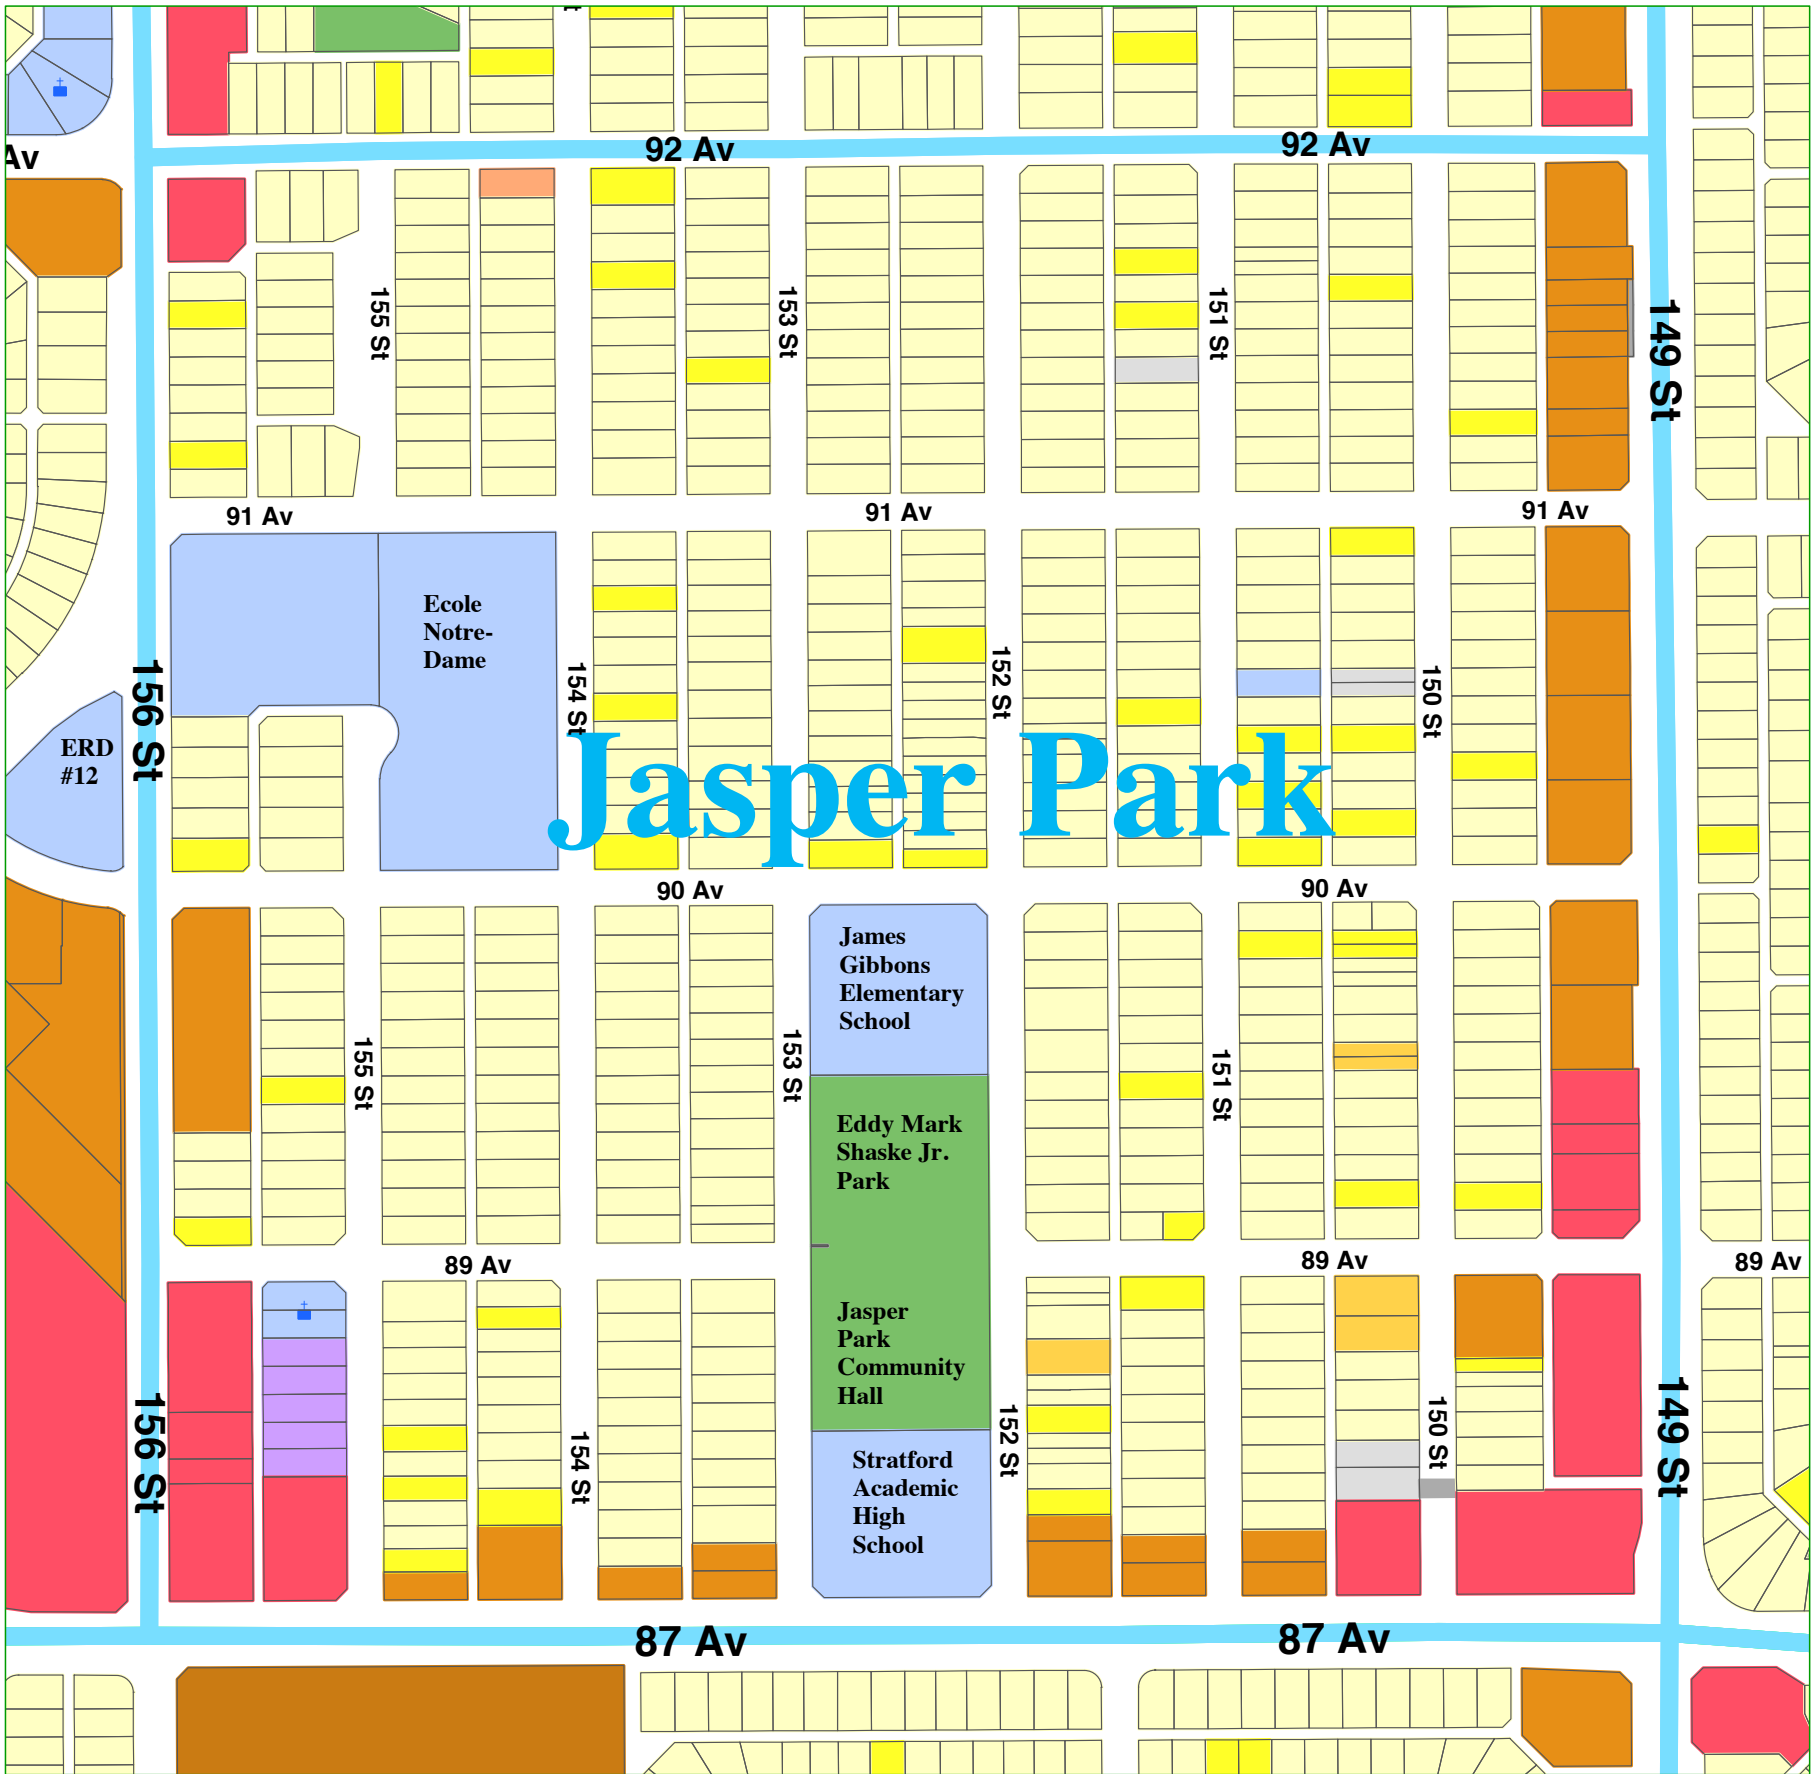 St
92 Av
92 Av
Av
155 St
153 St
151 St
149 St
91 Av
91 Av
91 Av
Ecole
Notre-
Dame
154 St
152 St
150 St
156 St
ERD
#12
Jasper Park
90 Av
90 Av
James
Gibbons
Elementary
School
155 St
153 St
151 St
Eddy Mark
Shaske Jr.
Park
89 Av
89 Av
89 Av
Jasper
Park
Community
Hall
156 St
154 St
152 St
150 St
149 St
Stratford
Academic
High
School
87 Av
87 Av